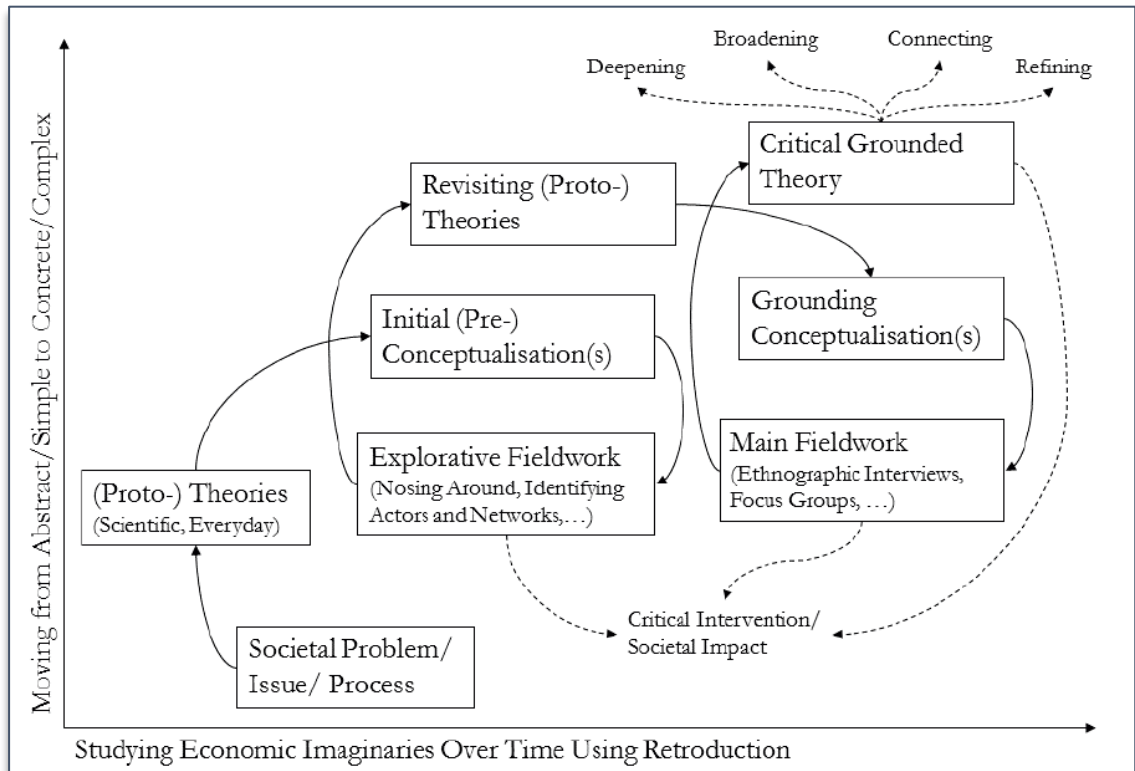 Broadening
Connecting
Deepening
Refining
Critical Grounded
Theory
Revisiting (Proto-)
Theories
Grounding
Conceptualisation(s)
Initial (Pre-)
Conceptualisation(s)
Main Fieldwork
(Ethnographic Interviews,
Focus Groups, …)
Explorative Fieldwork
(Nosing Around, Identifying
Actors and Networks,…)
(Proto-) Theories
(Scientific, Everyday)
Critical Intervention/
Societal Impact
Societal Problem/
Issue/ Process
Moving from Abstract/Simple to Concrete/Complex
Studying Economic Imaginaries Over Time Using Retroduction